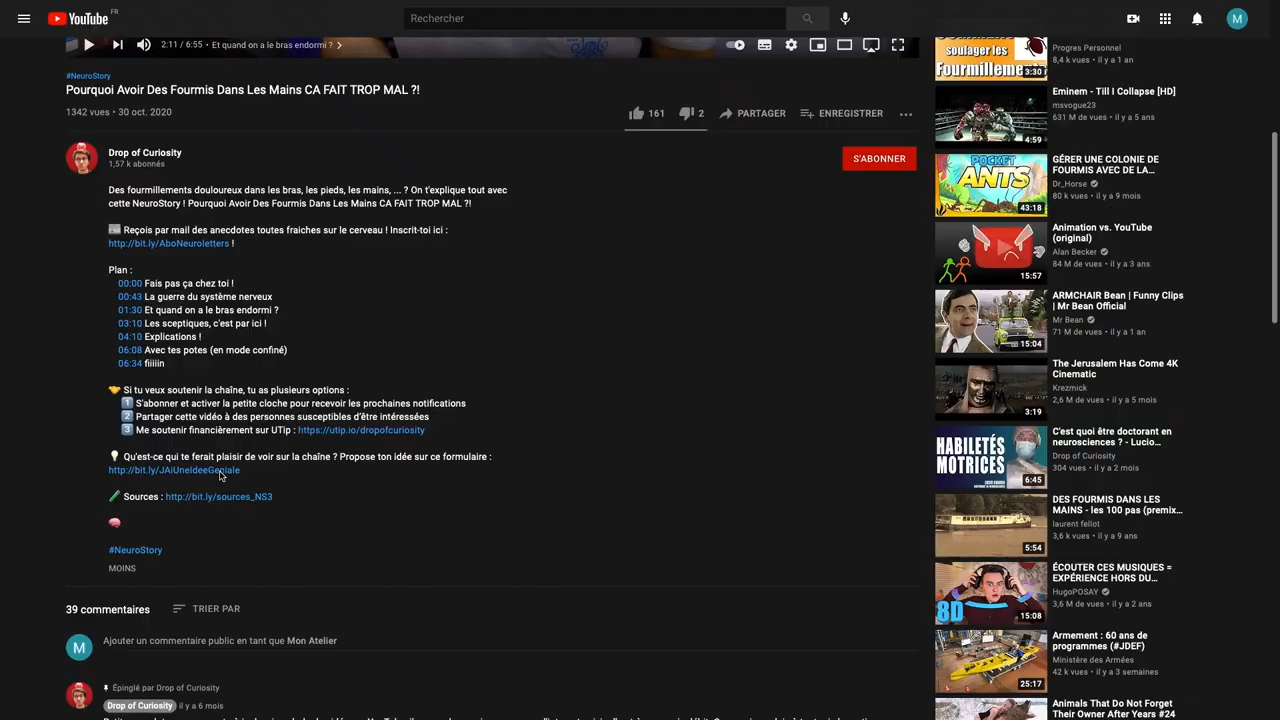 YouTube FR
Rechercher
M
2:11 / 6:55 • Et quand on a le bras endormi ?
#NeuroStory
Pourquoi Avoir Des Fourmis Dans Les Mains CA FAIT TROP MAL ?!
1342 vues • 30 oct. 2020
161
2
PARTAGER
ENREGISTRER
Drop of Curiosity
1,57 k abonnés
S'ABONNER
Des fourmillements douloureux dans les bras, les pieds, les mains, ... ? On t'explique tout avec
cette NeuroStory ! Pourquoi Avoir Des Fourmis Dans Les Mains CA FAIT TROP MAL ?!
Reçois par mail des anecdotes toutes fraiches sur le cerveau ! Inscrit-toi ici :
http://bit.ly/AboNeuroletters !
Plan :
00:00 Fais pas ça chez toi !
00:43 La guerre du système nerveux
01:30 Et quand on a le bras endormi ?
03:10 Les sceptiques, c'est par ici !
04:10 Explications !
06:08 Avec tes potes (en mode confiné)
06:34 fiiiiin
Si tu veux soutenir la chaîne, tu as plusieurs options :
1 S'abonner et activer la petite cloche pour recevoir les prochaines notifications
2 Partager cette vidéo à des personnes susceptibles d'être intéressées
3 Me soutenir financièrement sur UTip : https://utip.io/dropofcuriosity
Qu'est-ce qui te ferait plaisir de voir sur la chaîne ? Propose ton idée sur ce formulaire :
http://bit.ly/JAiUneIdeeGeniale
Sources : http://bit.ly/sources_NS3
#NeuroStory
MOINS
39 commentaires
TRIER PAR
M
Ajouter un commentaire public en tant que Mon Atelier
Épinglé par Drop of Curiosity
Drop of Curiosity il y a 6 mois
soulager les
Fourmillemen
3:30
Progres Personnel
8,4 k vues • il y a 1 an
4:59
Eminem - Till I Collapse [HD]
msvogue23
631 M de vues • il y a 5 ans
POCKET
ANTS
43:18
GÉRER UNE COLONIE DE
FOURMIS AVEC DE LA…
Dr_Horse
80 k vues • il y a 9 mois
15:57
Animation vs. YouTube
(original)
Alan Becker
84 M de vues • il y a 3 ans
15:04
ARMCHAIR Bean | Funny Clips
| Mr Bean Official
Mr Bean
71 M de vues • il y a 1 an
3:19
The Jerusalem Has Come 4K
Cinematic
Krezmick
2,6 M de vues • il y a 5 mois
HABILETÉS
MOTRICES
6:45
C'est quoi être doctorant en
neurosciences ? - Lucio…
Drop of Curiosity
304 vues • il y a 2 mois
5:54
DES FOURMIS DANS LES
MAINS - les 100 pas (premix…
laurent fellot
3,6 k vues • il y a 9 ans
8D
15:08
ÉCOUTER CES MUSIQUES =
EXPÉRIENCE HORS DU…
HugoPOSAY
3,6 M de vues • il y a 2 ans
25:17
Armement : 60 ans de
programmes (#JDEF)
Ministère des Armées
42 k vues • il y a 3 semaines
Animals That Do Not Forget
Their Owner After Years #24